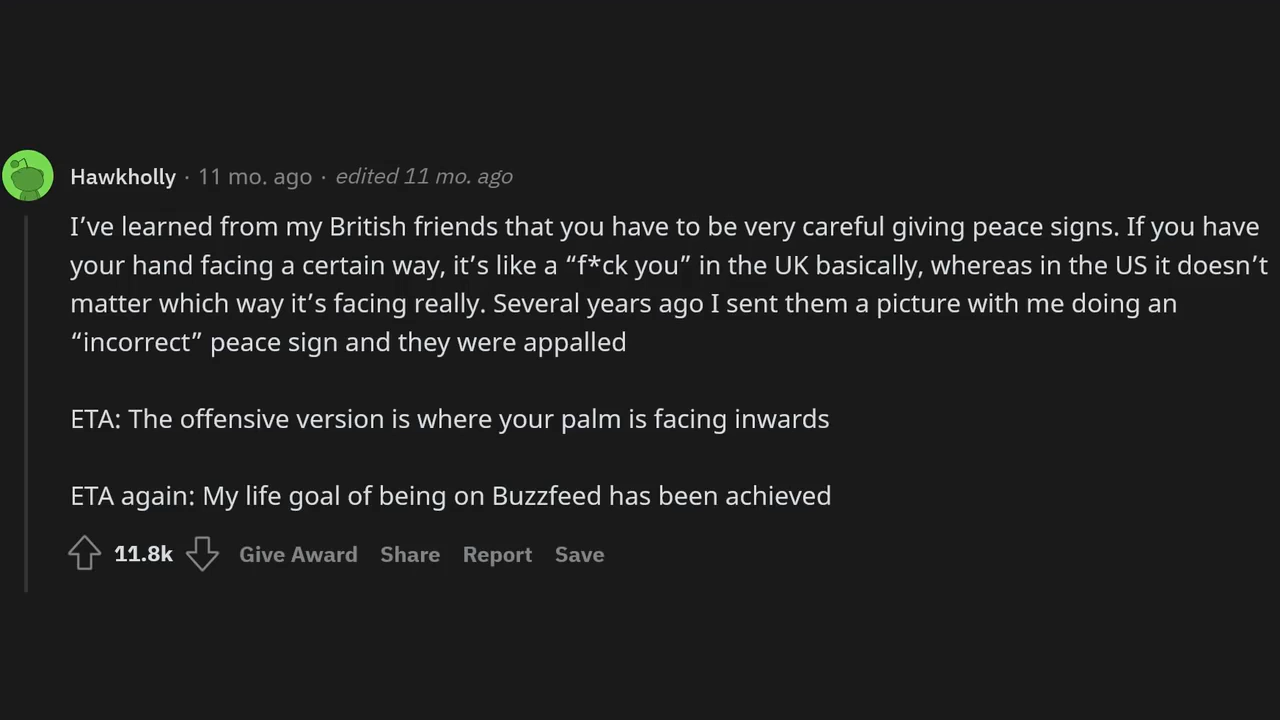 Hawkholly · 11 mo. ago · edited 11 mo. ago
I’ve learned from my British friends that you have to be very careful giving peace signs. If you have
your hand facing a certain way, it’s like a “f*ck you” in the UK basically, whereas in the US it doesn’t
matter which way it’s facing really. Several years ago I sent them a picture with me doing an
“incorrect” peace sign and they were appalled
ETA: The offensive version is where your palm is facing inwards
ETA again: My life goal of being on Buzzfeed has been achieved
11.8k Give Award Share Report Save